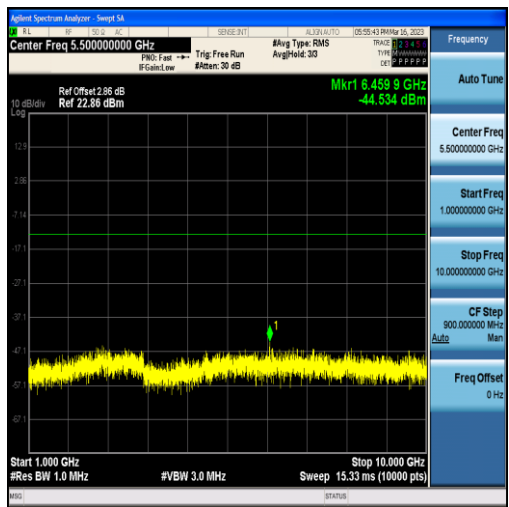 Agilent Spectrum Analyzer - Swept SA
RL RF 50 Ω AC SENSE:INT ALIGNAUTO 05:55:43 PM Mar 16, 2023
Center Freq 5.500000000 GHz
PNO: Fast
IFGain:Low
Trig: Free Run
#Atten: 30 dB
#Avg Type: RMS
Avg|Hold: 3/3
TRACE 1 2 3 4 5 6
TYPE
DET P P P P P P
Mkr1 6.459 9 GHz
-44.534 dBm
Ref Offset 2.86 dB
Ref 22.86 dBm
10 dB/div
Log
12.9
2.86
-7.14
-17.1
-27.1
-37.1
-47.1
-57.1
-67.1
1
Start 1.000 GHz
Stop 10.000 GHz
#Res BW 1.0 MHz
#VBW 3.0 MHz
Sweep 15.33 ms (10000 pts)
MSG
STATUS
Frequency
Auto Tune
Center Freq
5.500000000 GHz
Start Freq
1.000000000 GHz
Stop Freq
10.000000000 GHz
CF Step
900.000000 MHz
Auto Man
Freq Offset
0 Hz